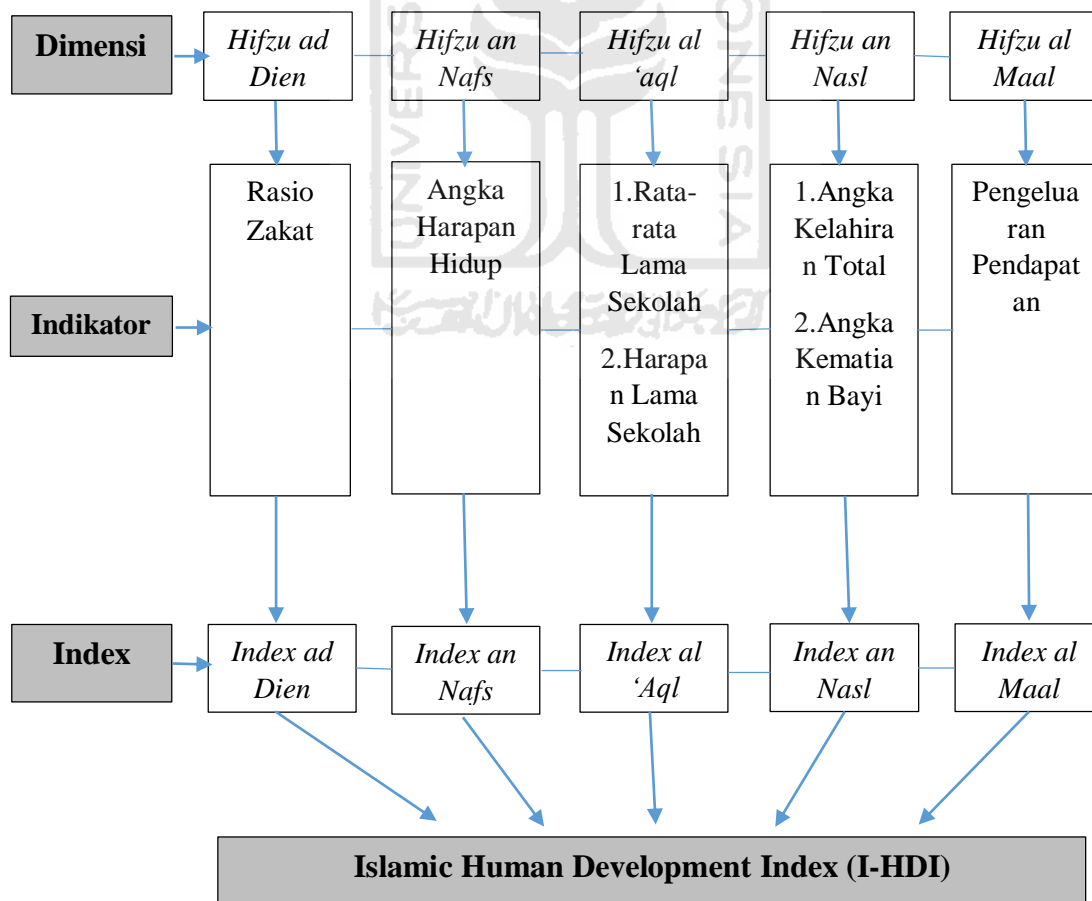 Dimensi
Hifzu ad
Dien
Hifzu an
Nafs
Hifzu al
‘aql
Hifzu an
Nasl
Hifzu al
Maal
Indikator
Rasio
Zakat
Angka
Harapan
Hidup
1.Rata-
rata
Lama
Sekolah
2.Harapa
n Lama
Sekolah
1.Angka
Kelahira
n Total
2.Angka
Kematia
n Bayi
Pengelua
ran
Pendapat
an
Index
Index ad
Dien
Index an
Nafs
Index al
‘Aql
Index an
Nasl
Index al
Maal
Islamic Human Development Index (I-HDI)
UNIVERS
ONESIA